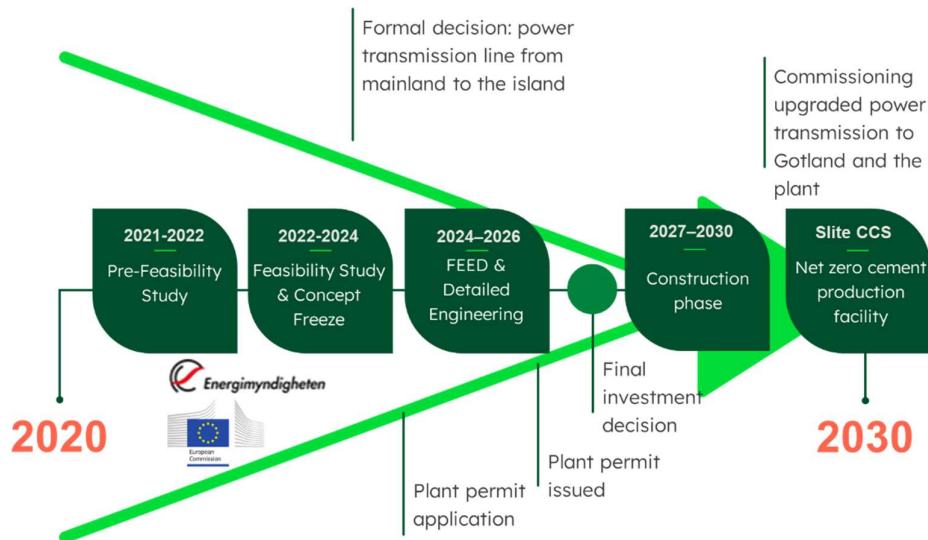 Formal decision: power
transmission line from
mainland to the island
Commissioning
upgraded power
transmission to
Gotland and the
plant
2021-2022
Pre-Feasibility
Study
2022-2024
Feasibility Study
& Concept
Freeze
2024–2026
FEED &
Detailed
Engineering
2027–2030
Construction
phase
Slite CCS
Net zero cement
production
facility
Energimyndigheten
European
Commission
2020
Final
investment
decision
2030
Plant permit
issued
Plant permit
application